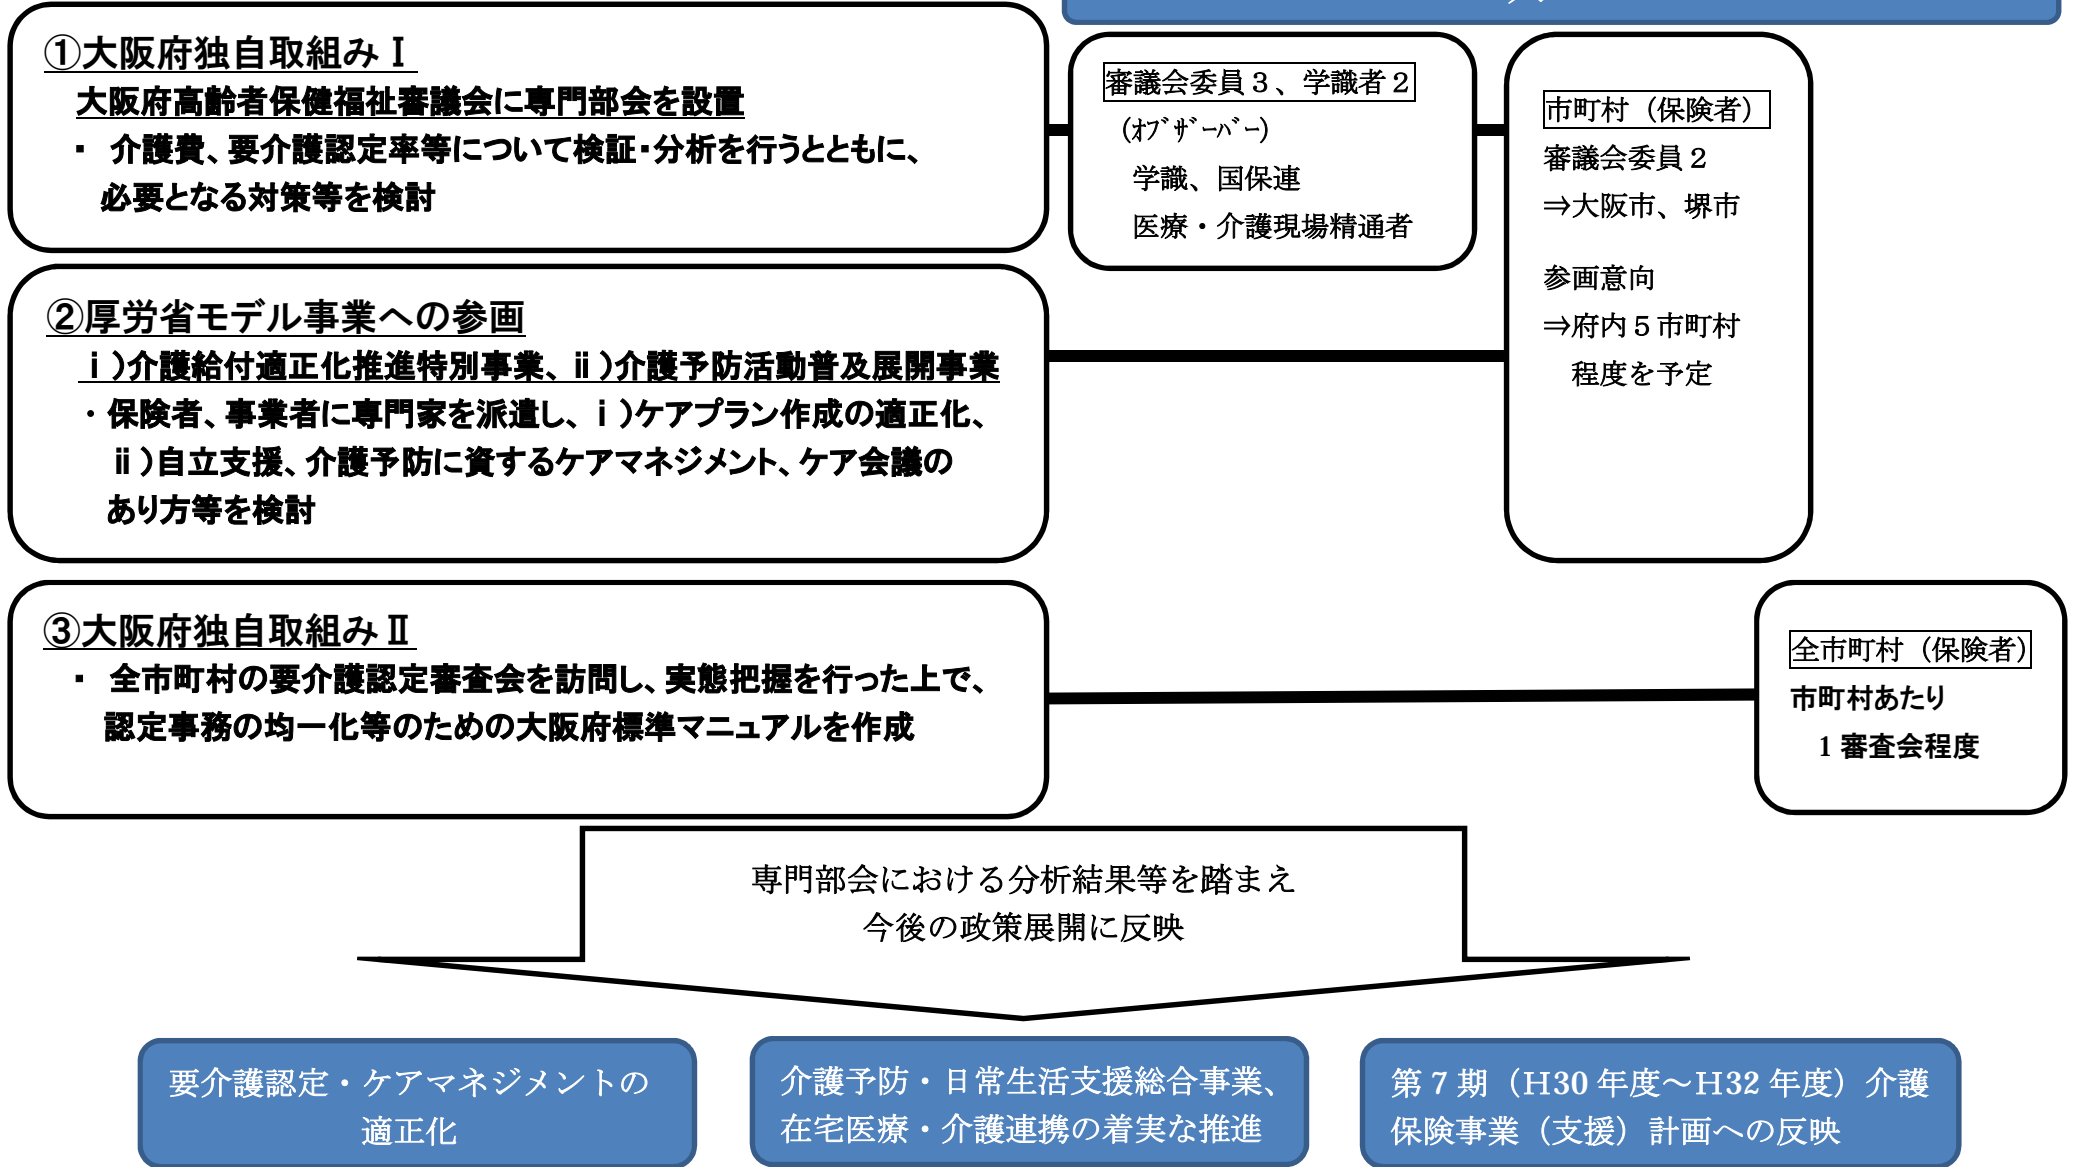 ①大阪府独自取組みⅠ
大阪府高齢者保健福祉審議会に専門部会を設置
▪ 介護費、要介護認定率等について検証・分析を行うとともに、
必要となる対策等を検討
審議会委員３、学識者２
（ｵﾌﾞｻﾞｰﾊﾞｰ）
学識、国保連
医療・介護現場精通者
市町村（保険者）
審議会委員２
⇒大阪市、堺市
参画意向
⇒府内５市町村
程度を予定
②厚労省モデル事業への参画
ⅰ)介護給付適正化推進特別事業、ⅱ)介護予防活動普及展開事業
・保険者、事業者に専門家を派遣し、ⅰ)ケアプラン作成の適正化、
ⅱ)自立支援、介護予防に資するケアマネジメント、ケア会議の
あり方等を検討
③大阪府独自取組みⅡ
▪ 全市町村の要介護認定審査会を訪問し、実態把握を行った上で、
認定事務の均一化等のための大阪府標準マニュアルを作成
全市町村（保険者）
市町村あたり
1 審査会程度
専門部会における分析結果等を踏まえ
今後の政策展開に反映
要介護認定・ケアマネジメントの
適正化
介護予防・日常生活支援総合事業、
在宅医療・介護連携の着実な推進
第７期（H30 年度～H32 年度）介護
保険事業（支援）計画への反映